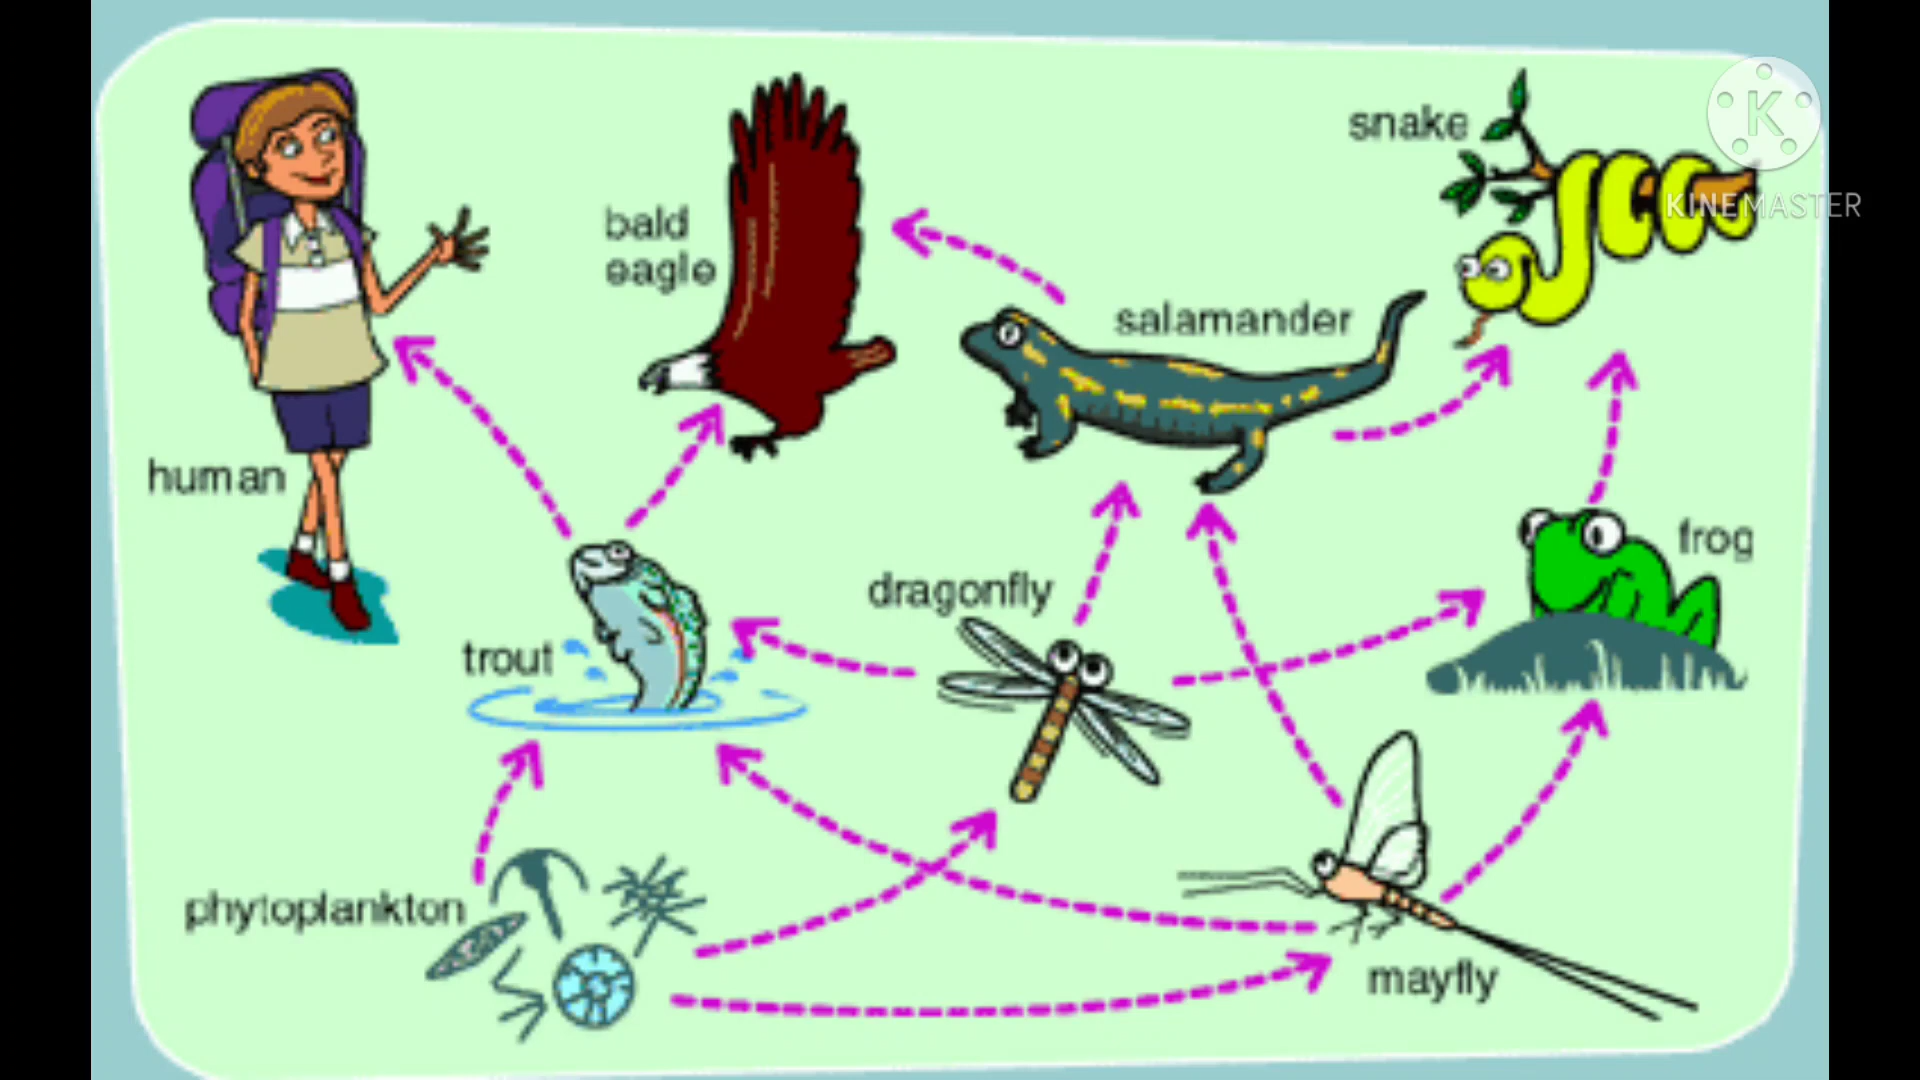 snake
K
KINEMASTER
bald
eagle
salamander
human
frog
dragonfly
trout
phytoplankton
mayfly